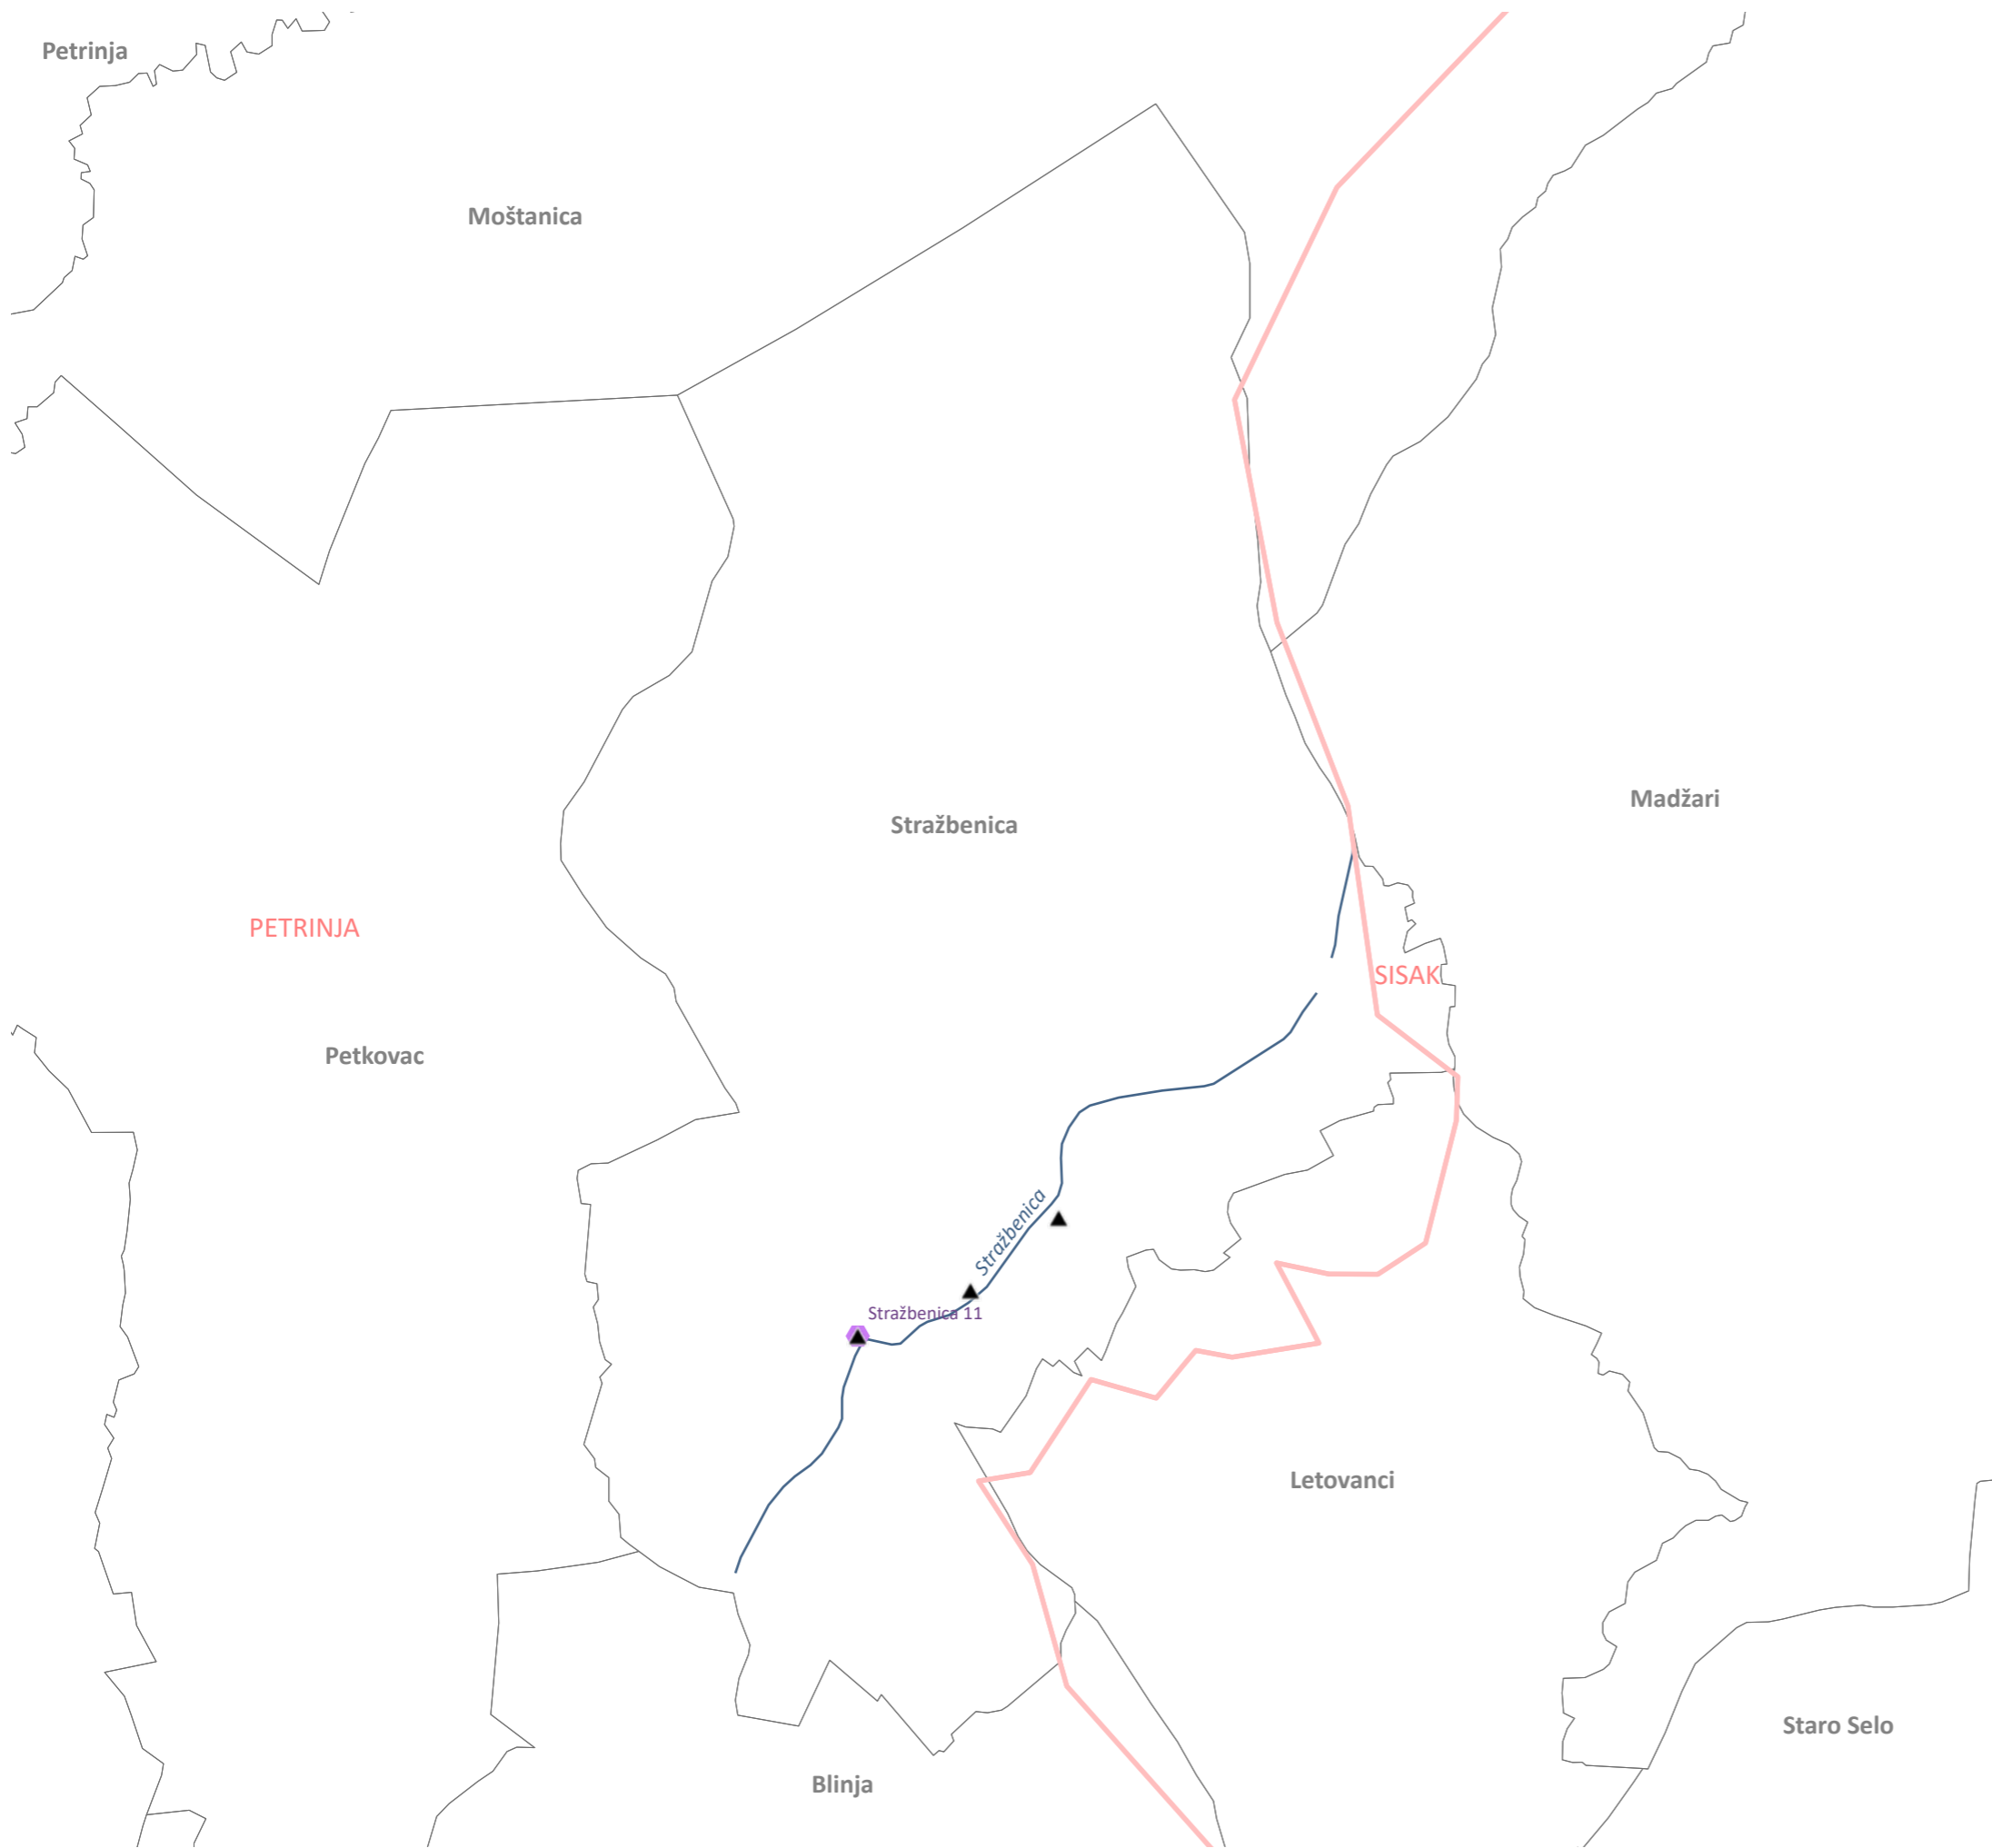 Petrinja
Moštanica
Madžari
Stražbenica
PETRINJA
SISAK
Petkovac
Stražbenica
Stražbenica 11
Letovanci
Staro Selo
Blinja